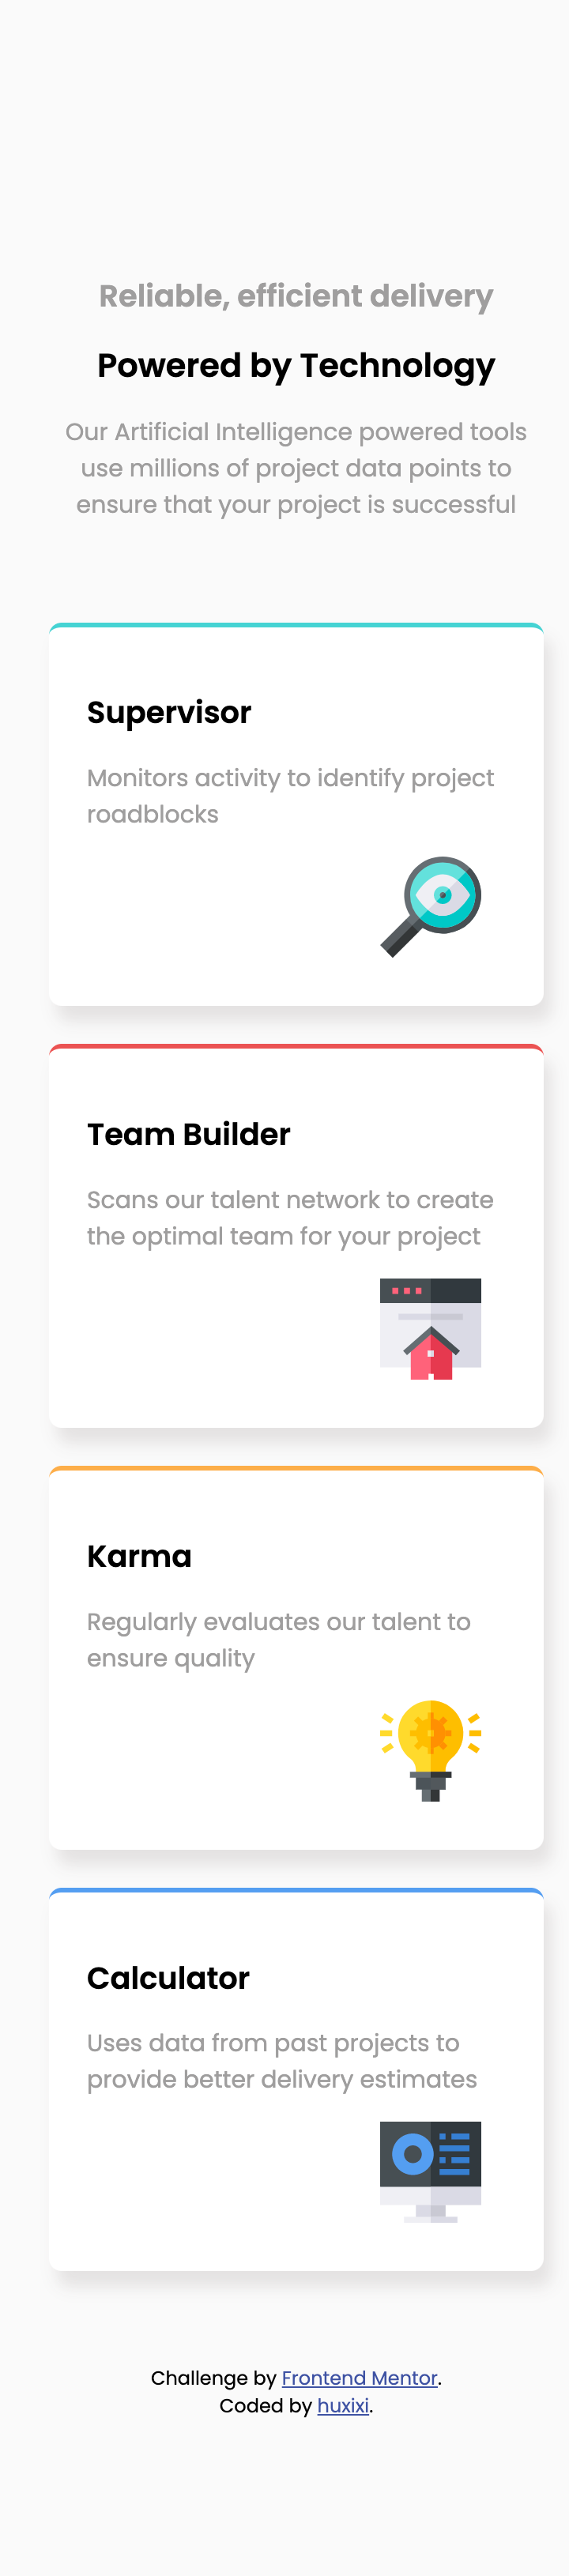 Reliable, efficient delivery
Powered by Technology
Our Artificial Intelligence powered tools
use millions of project data points to
ensure that your project is successful
Supervisor
Monitors activity to identify project
roadblocks
Team Builder
Scans our talent network to create
the optimal team for your project
Karma
Regularly evaluates our talent to
ensure quality
Calculator
Uses data from past projects to
provide better delivery estimates
Challenge by Frontend Mentor.
Coded by huxixi.